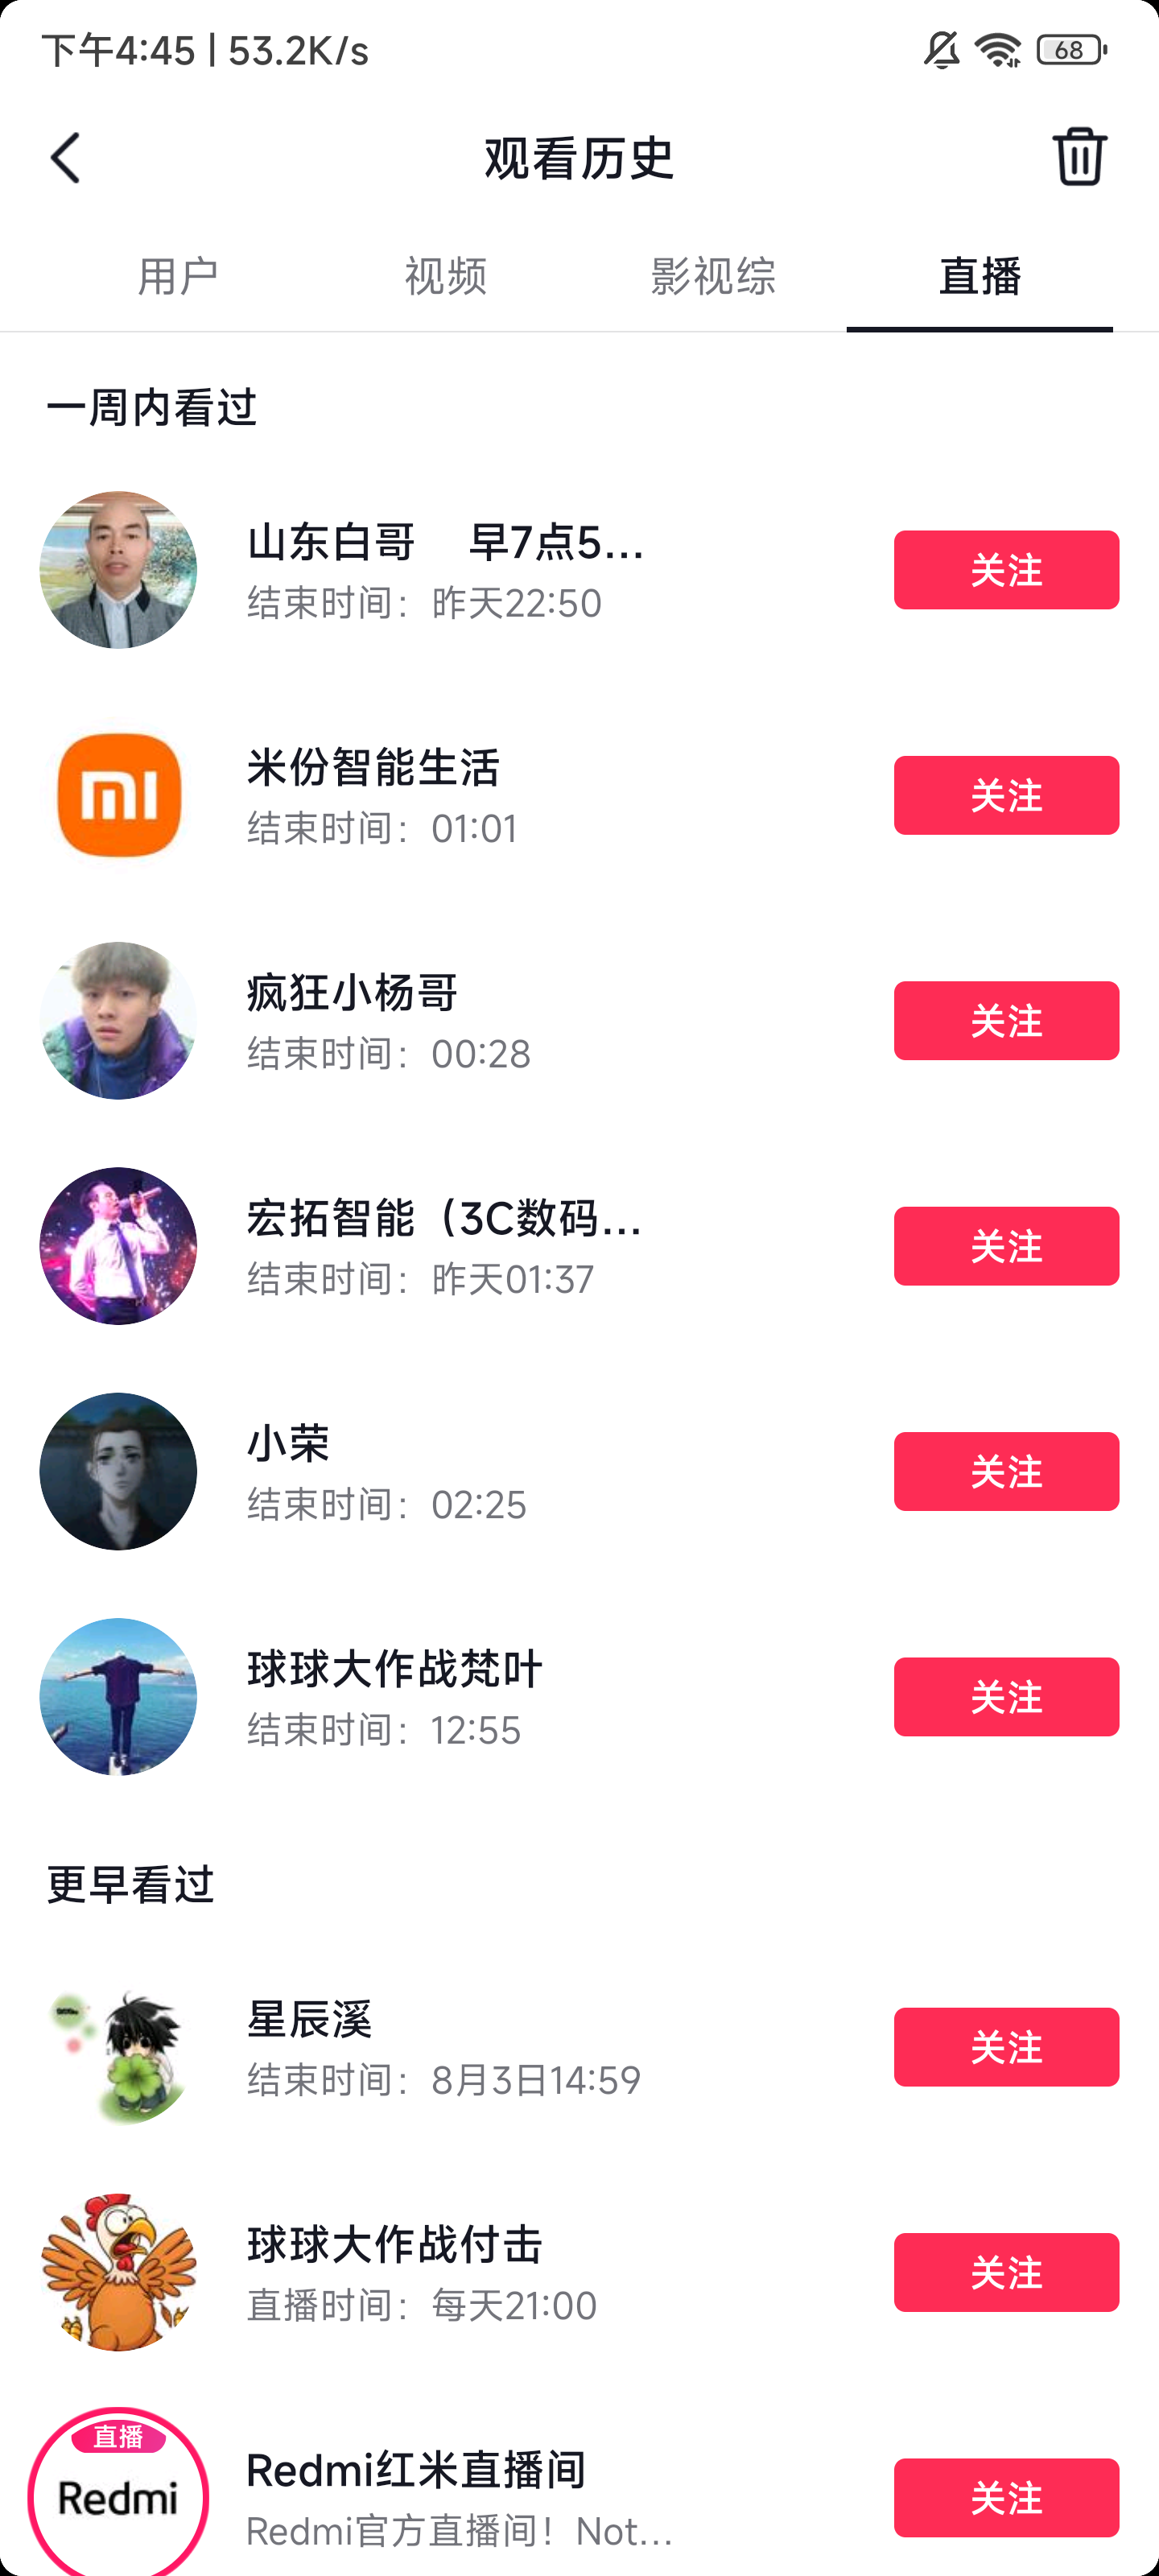 下午4:45 | 53.2K/s
68
观看历史
用户 视频 影视综 直播
一周内看过
山东白哥 早7点5...
结束时间：昨天22:50
关注
米份智能生活
结束时间：01:01
关注
疯狂小杨哥
结束时间：00:28
关注
宏拓智能（3C数码...
结束时间：昨天01:37
关注
小荣
结束时间：02:25
关注
球球大作战梵叶
结束时间：12:55
关注
更早看过
星辰溪
结束时间：8月3日14:59
关注
球球大作战付击
直播时间：每天21:00
关注
直播
Redmi
Redmi红米直播间
Redmi官方直播间！Not...
关注